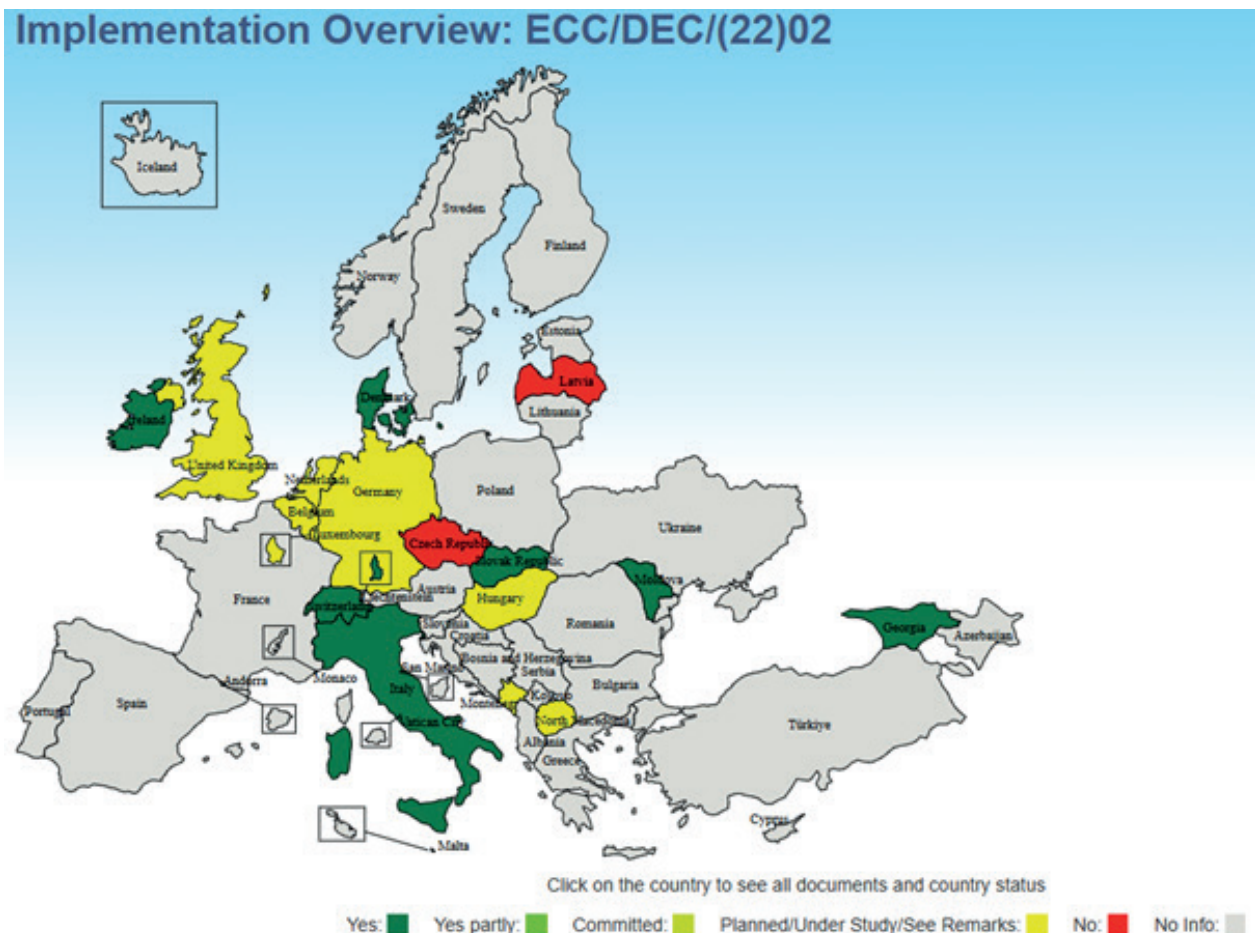 Implementation Overview: ECC/DEC/(22)02
Iceland
Sweden
Finland
Norway
Estonia
Latvia
Denmark
Lithuania
Ireland
United Kingdom
Netherlands
Germany
Poland
Belgium
Ukraine
Luxembourg
Czech Republic
Slovak Republic
Moldova
Austria
Liechtenstein
Hungary
France
Switzerland
Slovenia
Romania
Georgia
Azerbaijan
Croatia
Bosnia and Herzegovina
San Marino
Serbia
Andorra
Monaco
Italy
Kosovo
Bulgaria
Portugal
Spain
Montenegro
Vatican City
North Macedonia
Türkiye
Albania
Greece
Cyprus
Malta
Click on the country to see all documents and country status
Yes: Yes partly: Committed: Planned/Under Study/See Remarks: No: No Info: